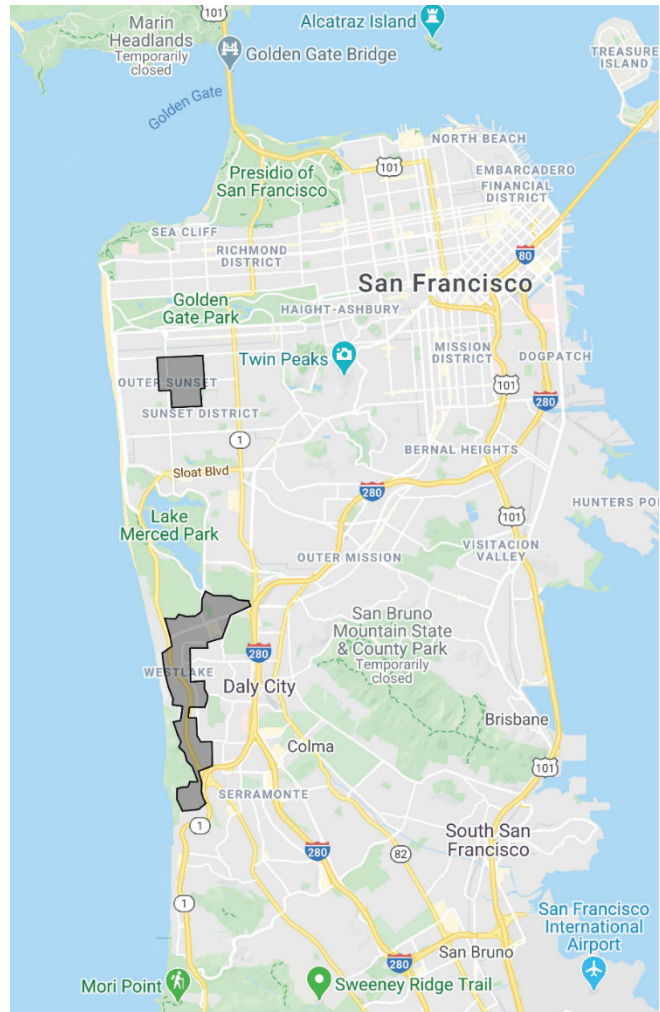 101
Alcatraz Island
Marin
Headlands
Temporarily
closed
Golden Gate Bridge
TREASURE
ISLAND
Golden Gate
NORTH BEACH
101
Presidio of
San Francisco
101
EMBARCADERO
FINANCIAL
DISTRICT
SEA CLIFF
RICHMOND
DISTRICT
80
San Francisco
Golden
Gate Park
HAIGHT-ASHBURY
MISSION
DISTRICT
DOGPATCH
Twin Peaks
OUTER SUNSET
101
280
SUNSET DISTRICT
1
BERNAL HEIGHTS
Sloat Blvd
280
HUNTERS PO
Lake
Merced Park
101
OUTER MISSION
VISITACION
VALLEY
San Bruno
Mountain State
& County Park
Temporarily
closed
280
WESTLAKE
Daly City
Brisbane
Colma
101
SERRAMONTE
1
280
82
South San
Francisco
1
San Francisco
International
Airport
280
San Bruno
Mori Point
Sweeney Ridge Trail